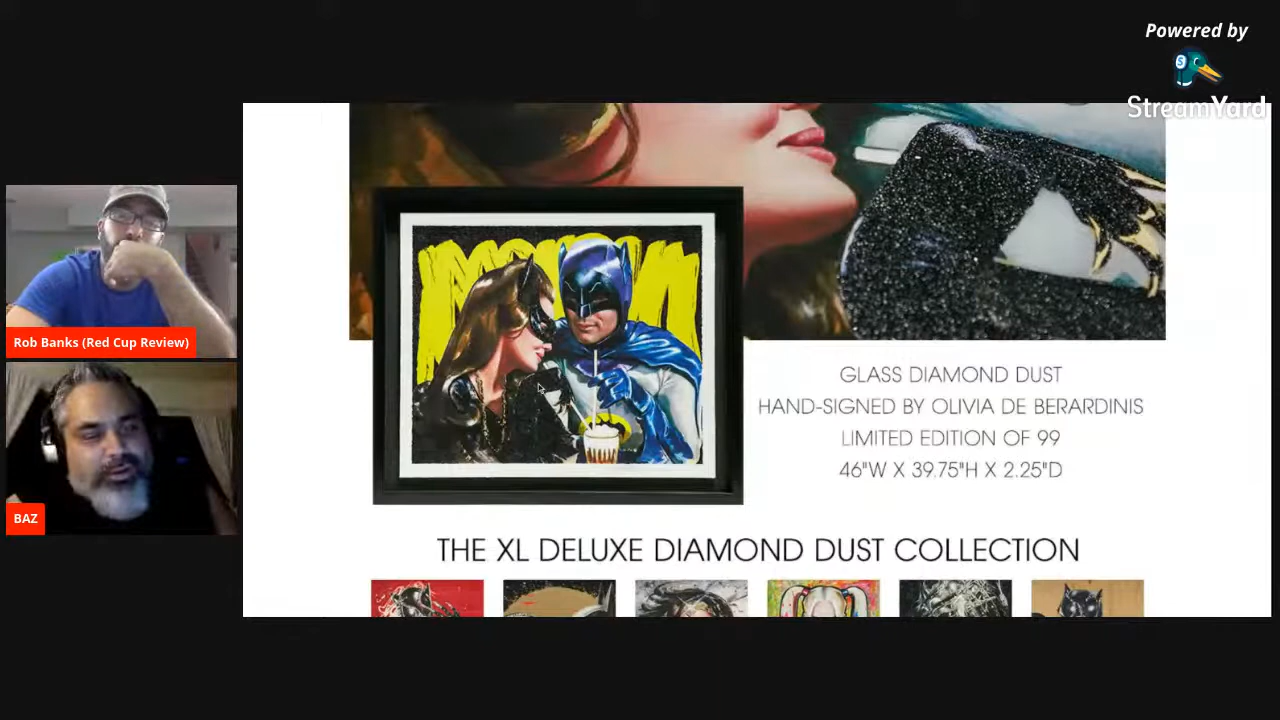 Powered by
StreamYard
Rob Banks (Red Cup Review)
BAZ
GLASS DIAMOND DUST
HAND-SIGNED BY OLIVIA DE BERARDINIS
LIMITED EDITION OF 99
46"W X 39.75"H X 2.25"D
THE XL DELUXE DIAMOND DUST COLLECTION